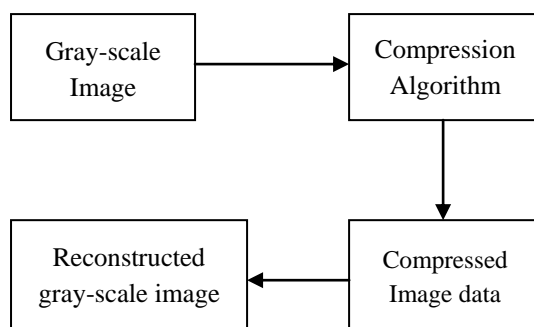 Gray-scale
Image
Compression
Algorithm
Reconstructed
gray-scale image
Compressed
Image data